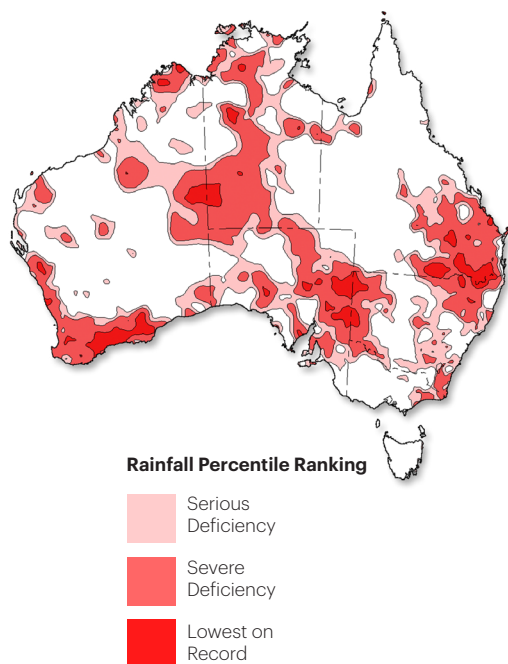 Rainfall Percentile Ranking
Serious
Deficiency
Severe
Deficiency
Lowest on
Record